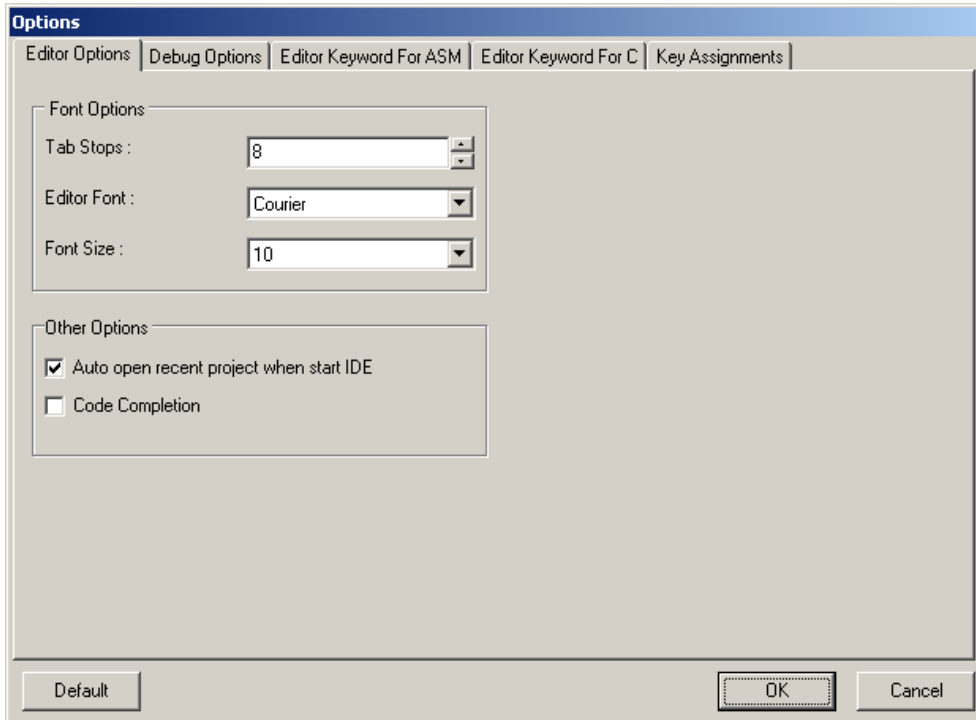 Options
Editor Options Debug Options Editor Keyword For ASM Editor Keyword For C Key Assignments
Font Options
Tab Stops : 8
Editor Font : Courier
Font Size : 10
Other Options
Auto open recent project when start IDE
Code Completion
Default OK Cancel